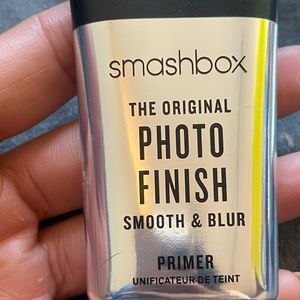 smashbox
THE ORIGINAL
PHOTO
FINISH
SMOOTH & BLUR
PRIMER
UNIFICATEUR DE TEINT